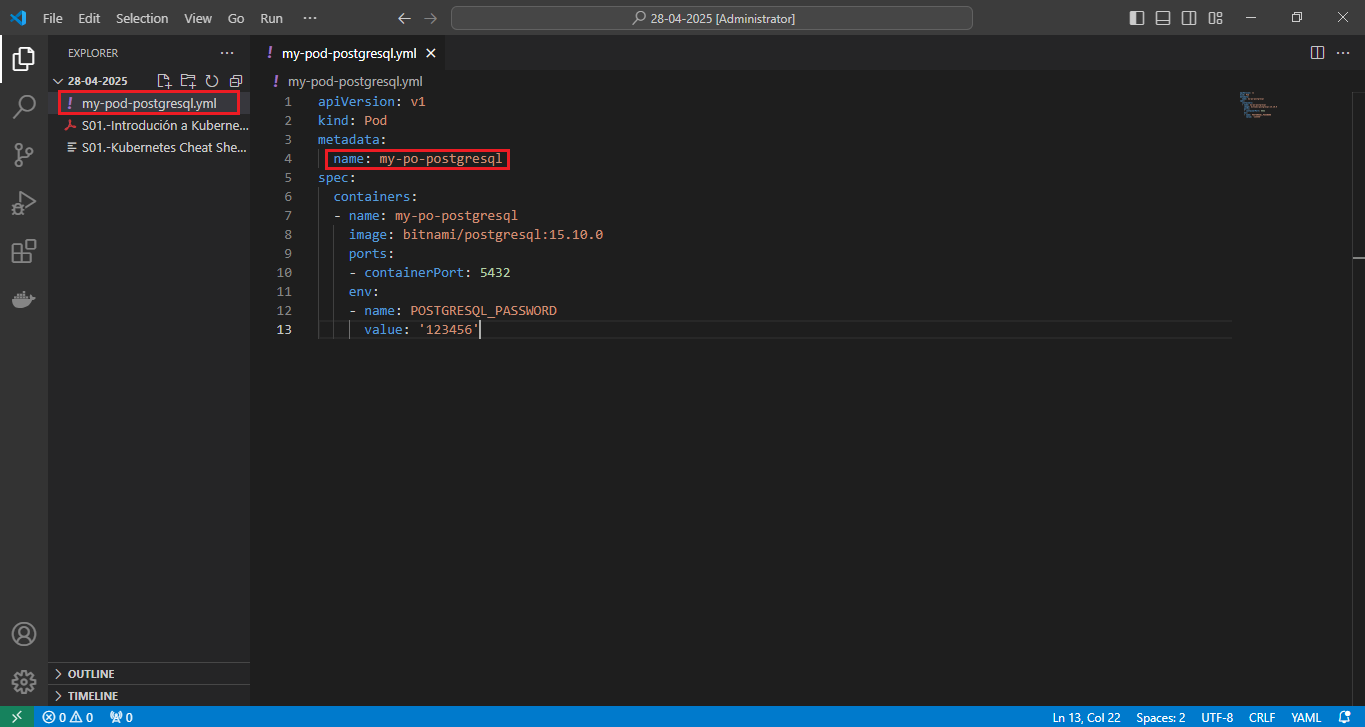 File Edit Selection View Go Run ··· 28-04-2025 [Administrator]
EXPLORER ···
28-04-2025
my-pod-postgresql.yml
S01.-Introdución a Kuberne...
S01.-Kubernetes Cheat She...
OUTLINE
TIMELINE
my-pod-postgresql.yml
my-pod-postgresql.yml
1 apiVersion: v1
2 kind: Pod
3 metadata:
4 name: my-po-postgresql
5 spec:
6 containers:
7 - name: my-po-postgresql
8 image: bitnami/postgresql:15.10.0
9 ports:
10 - containerPort: 5432
11 env:
12 - name: POSTGRESQL_PASSWORD
13 value: '123456'
0 0 0 Ln 13, Col 22 Spaces: 2 UTF-8 CRLF YAML